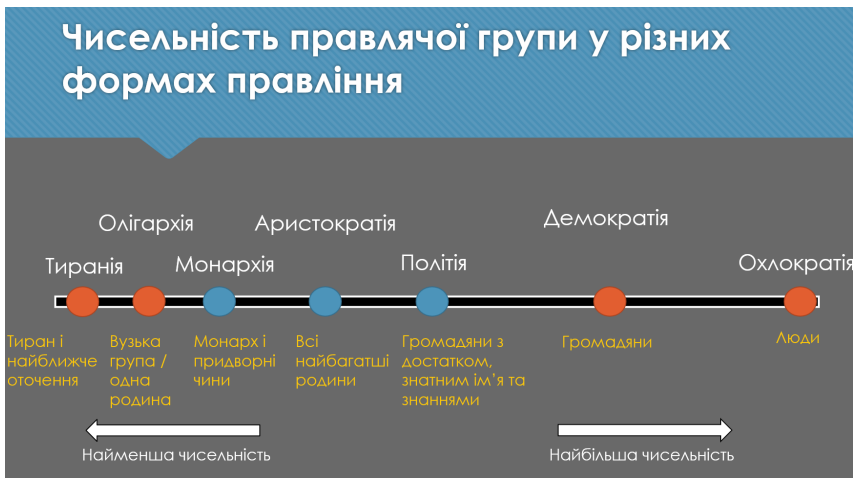 Чисельність правлячої групи у різних
формах правління
Олігархія
Аристократія
Демократія
Тиранія
Монархія
Політія
Охлократія
Тиран і
найближче
оточення
Вузька
група /
одна
родина
Монарх і
придворні
чини
Всі
найбагатші
родини
Громадяни з
достатком,
знатним ім’я та
знаннями
Громадяни
Люди
Найменша чисельність
Найбільша чисельність